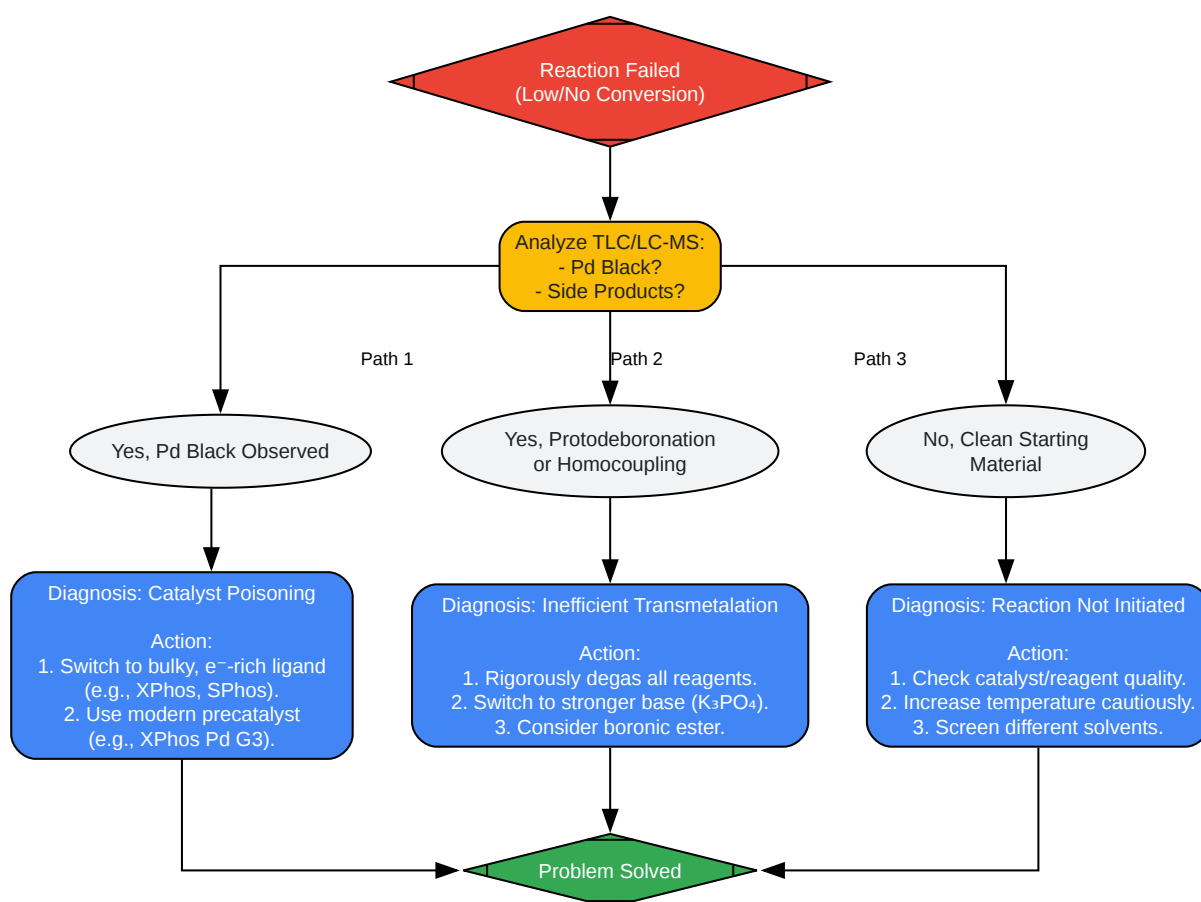 Reaction Failed
(Low/No Conversion)
Analyze TLC/LC-MS:
- Pd Black?
- Side Products?
Path 1
Path 2
Path 3
Yes, Pd Black Observed
Yes, Protodeboronation
or Homocoupling
No, Clean Starting
Material
Diagnosis: Catalyst Poisoning
Action:
1. Switch to bulky, e⁻-rich ligand
(e.g., XPhos, SPhos).
2. Use modern precatalyst
(e.g., XPhos Pd G3).
Diagnosis: Inefficient Transmetalation
Action:
1. Rigorously degas all reagents.
2. Switch to stronger base (K₃PO₄).
3. Consider boronic ester.
Diagnosis: Reaction Not Initiated
Action:
1. Check catalyst/reagent quality.
2. Increase temperature cautiously.
3. Screen different solvents.
Problem Solved